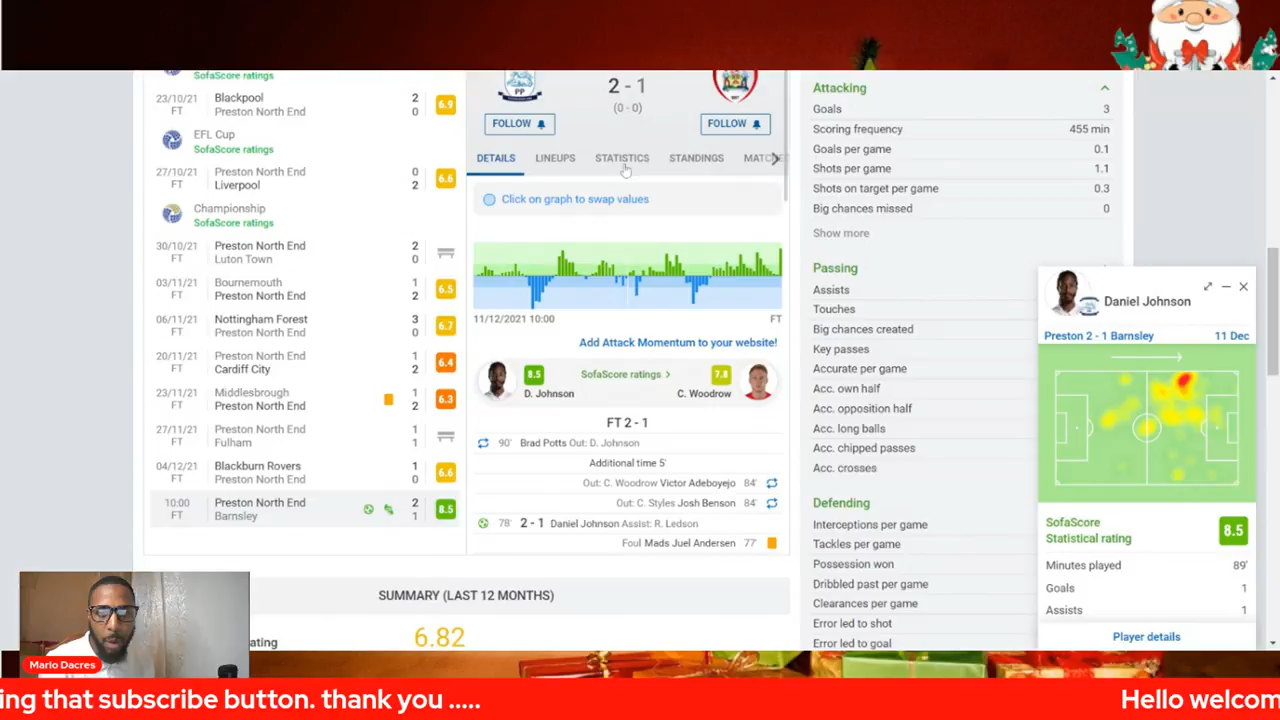 SofaScore ratings
23/10/21 Blackpool 2
FT Preston North End 0
6.9
EFL Cup
SofaScore ratings
27/10/21 Preston North End 0
FT Liverpool 2
6.6
Championship
SofaScore ratings
30/10/21 Preston North End 2
FT Luton Town 0
03/11/21 Bournemouth 1
FT Preston North End 2
6.5
06/11/21 Nottingham Forest 3
FT Preston North End 0
6.7
20/11/21 Preston North End 1
FT Cardiff City 2
6.4
23/11/21 Middlesbrough 1
FT Preston North End 2
6.3
27/11/21 Preston North End 1
FT Fulham 1
04/12/21 Blackburn Rovers 1
FT Preston North End 0
6.6
10:00 Preston North End 2
FT Barnsley 1
8.5
PP
2 - 1
(0 - 0)
FOLLOW
FOLLOW
DETAILS LINEUPS STATISTICS STANDINGS MATCHES
Click on graph to swap values
11/12/2021 10:00 FT
Add Attack Momentum to your website!
8.5 SofaScore ratings > 7.8
D. Johnson C. Woodrow
FT 2 - 1
90' Brad Potts Out: D. Johnson
Additional time 5'
Out: C. Woodrow Victor Adeboyejo 84'
Out: C. Styles Josh Benson 84'
78' 2 - 1 Daniel Johnson Assist: R. Ledson
Foul Mads Juel Andersen 77'
SUMMARY (LAST 12 MONTHS)
ating 6.82
Attacking
Goals 3
Scoring frequency 455 min
Goals per game 0.1
Shots per game 1.1
Shots on target per game 0.3
Big chances missed 0
Show more
Passing
Assists
Touches
Big chances created
Key passes
Accurate per game
Acc. own half
Acc. opposition half
Acc. long balls
Acc. chipped passes
Acc. crosses
Defending
Interceptions per game
Tackles per game
Possession won
Dribbled past per game
Clearances per game
Error led to shot
Error led to goal
Daniel Johnson
Preston 2 - 1 Barnsley 11 Dec
SofaScore
Statistical rating
8.5
Minutes played 89'
Goals 1
Assists 1
Player details
Mario Dacres
ing that subscribe button. thank you ..... Hello welcom